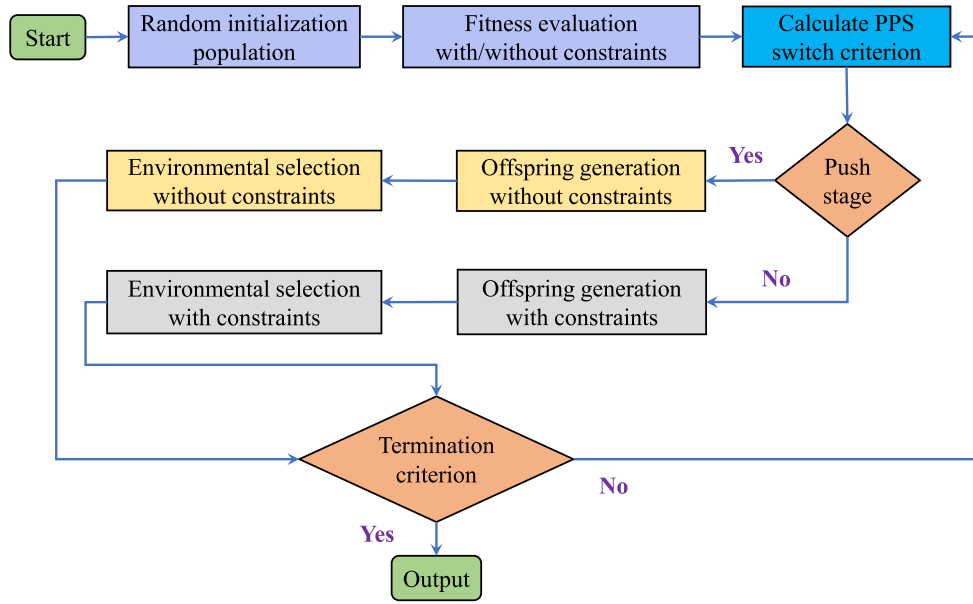 Start
Random initialization
population
Fitness evaluation
with/without constraints
Calculate PPS
switch criterion
Push
stage
Yes
Offspring generation
without constraints
Environmental selection
without constraints
No
Offspring generation
with constraints
Environmental selection
with constraints
Termination
criterion
No
Yes
Output